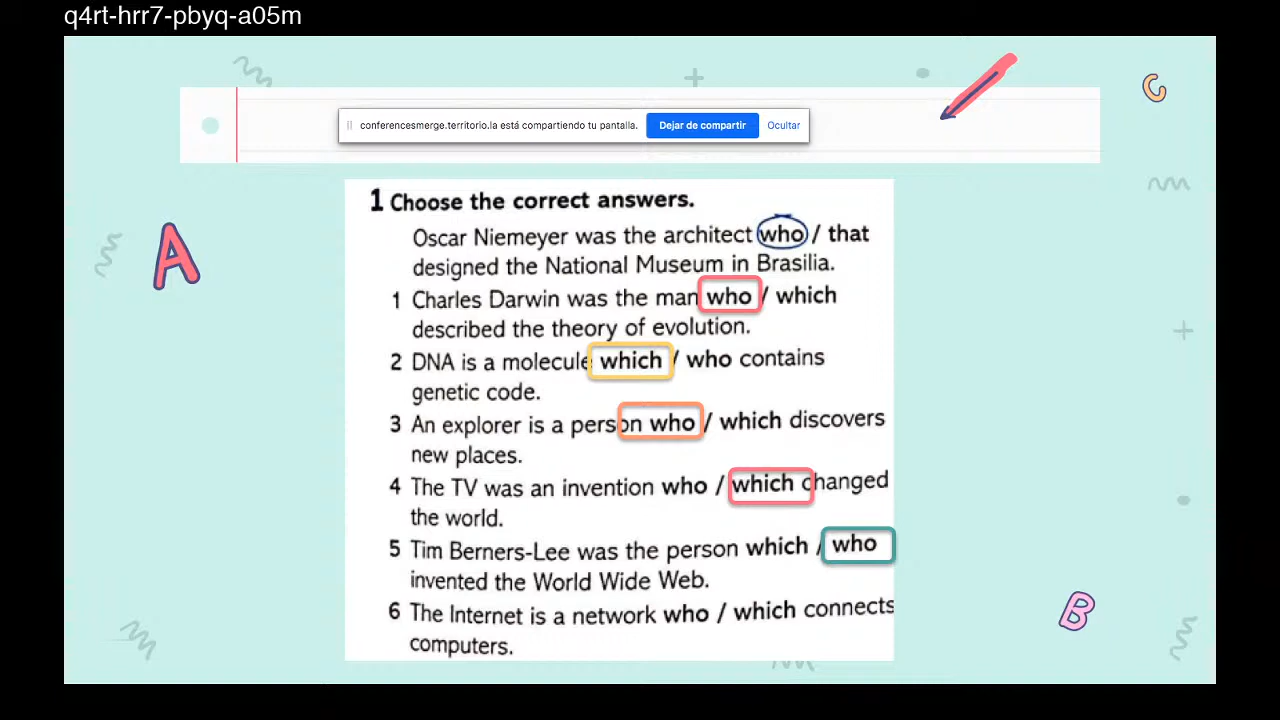 q4rt-hrr7-pbyq-a05m
conferencesmerge.territorio.la está compartiendo tu pantalla. Dejar de compartir Ocultar
C
A
1 Choose the correct answers.
Oscar Niemeyer was the architect who / that
designed the National Museum in Brasilia.
1 Charles Darwin was the man who / which
described the theory of evolution.
2 DNA is a molecule which / who contains
genetic code.
3 An explorer is a person who / which discovers
new places.
4 The TV was an invention who / which changed
the world.
5 Tim Berners-Lee was the person which / who
invented the World Wide Web.
6 The Internet is a network who / which connects
computers.
B